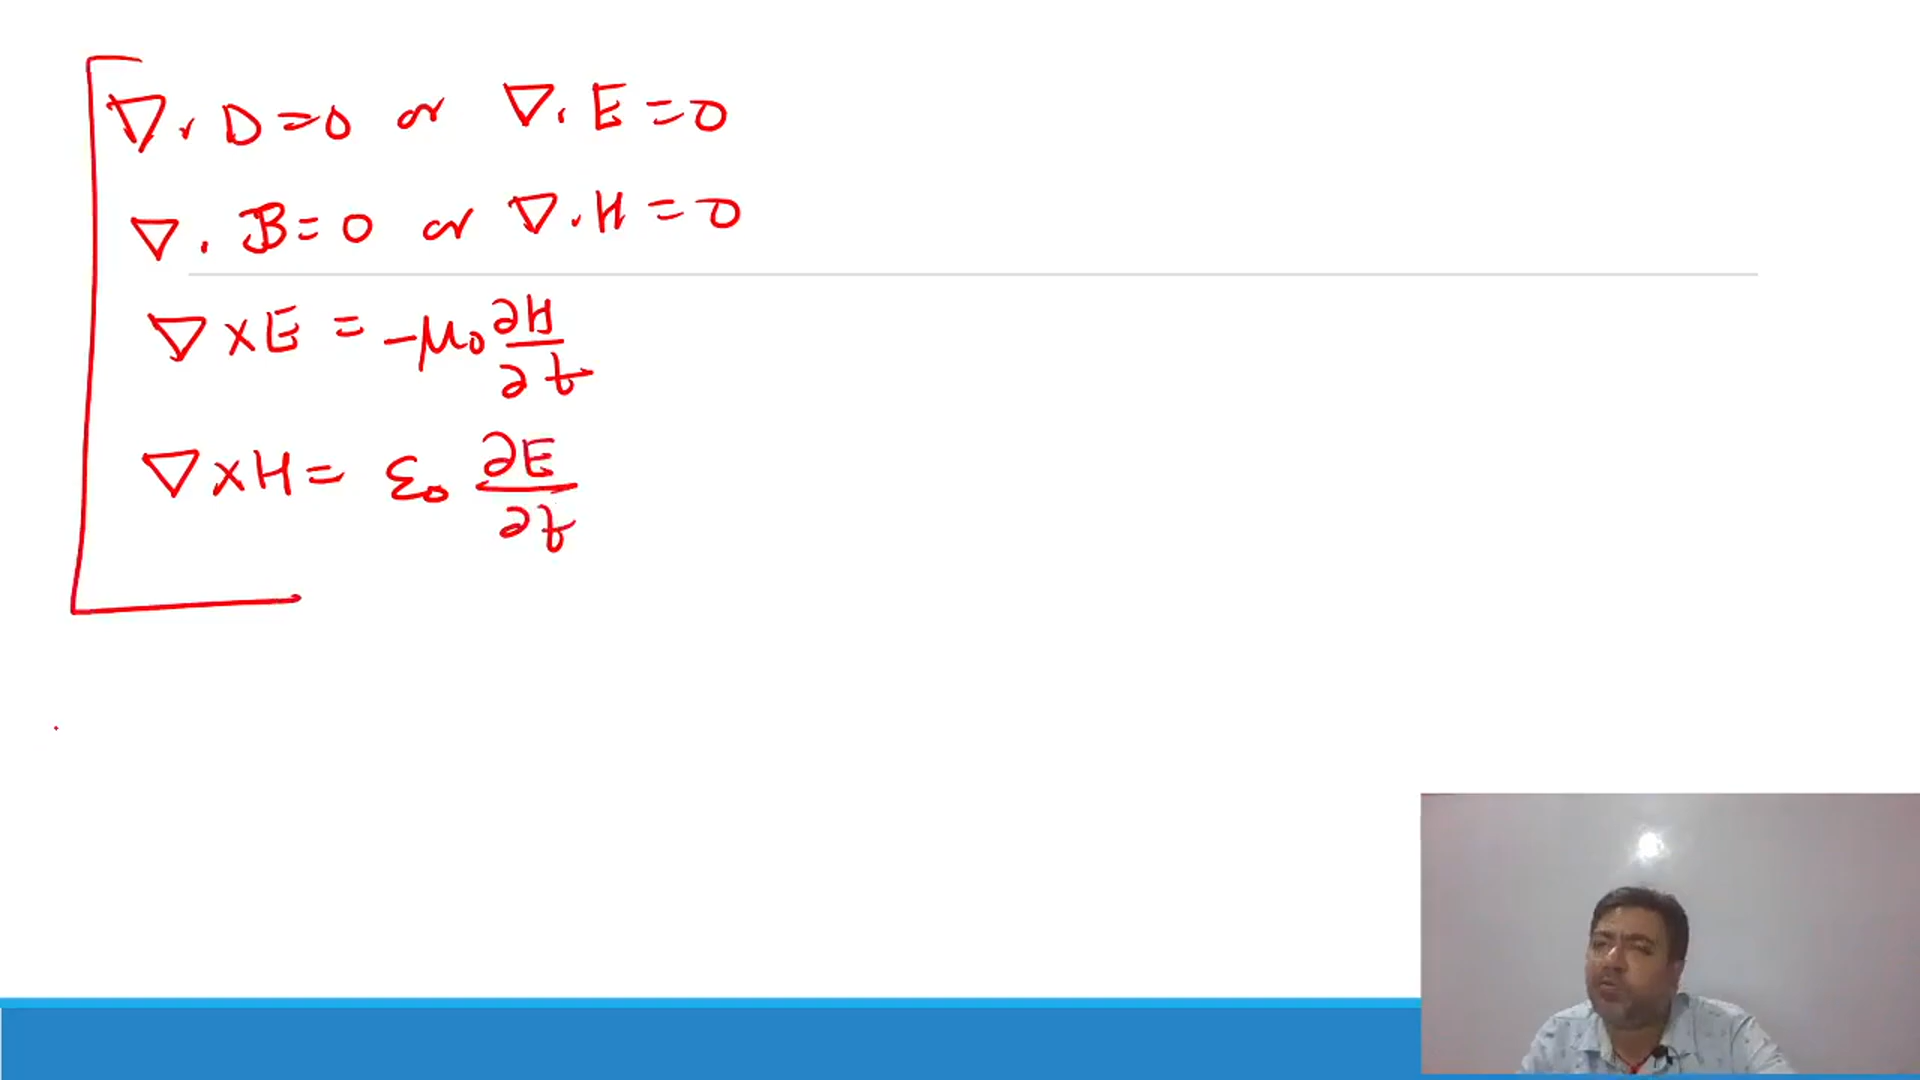 ∇. D = 0 or ∇. E = 0
∇. B = 0 or ∇. H = 0
∇ X E = -μ₀ ∂H/∂t
∇ X H = ε₀ ∂E/∂t